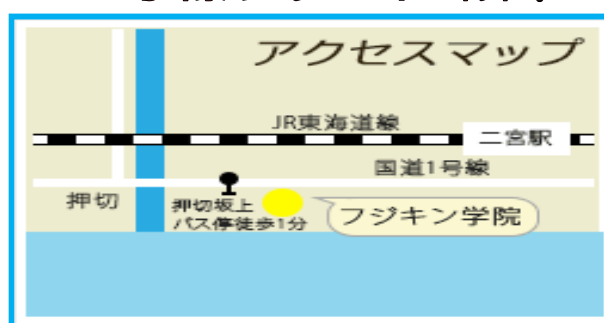 アクセスマップ
JR東海道線
二宮駅
国道1号線
押切
押切坂上
バス停徒歩1分
フジキン学院